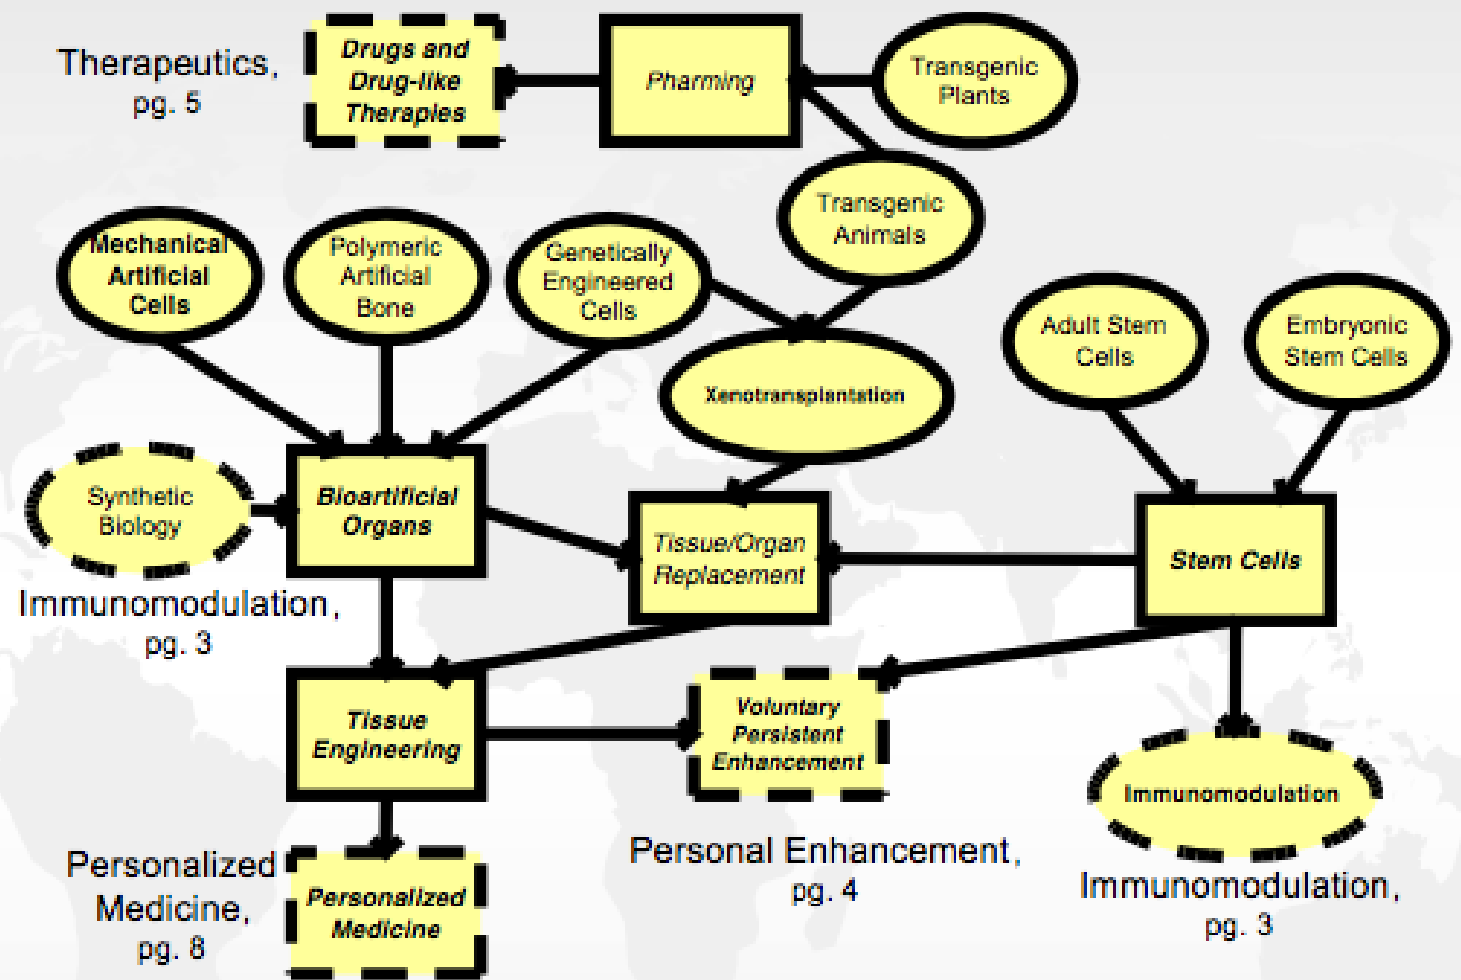 Therapeutics,
pg. 5
Drugs and
Drug-like
Therapies
Pharming
Transgenic
Plants
Transgenic
Animals
Mechanical
Artificial
Cells
Polymeric
Artificial
Bone
Genetically
Engineered
Cells
Xenotransplantation
Adult Stem
Cells
Embryonic
Stem Cells
Synthetic
Biology
Immunomodulation,
pg. 3
Bioartificial
Organs
Tissue/Organ
Replacement
Stem Cells
Tissue
Engineering
Voluntary
Persistent
Enhancement
Personal Enhancement,
pg. 4
Immunomodulation
Immunomodulation,
pg. 3
Personalized
Medicine,
pg. 8
Personalized
Medicine